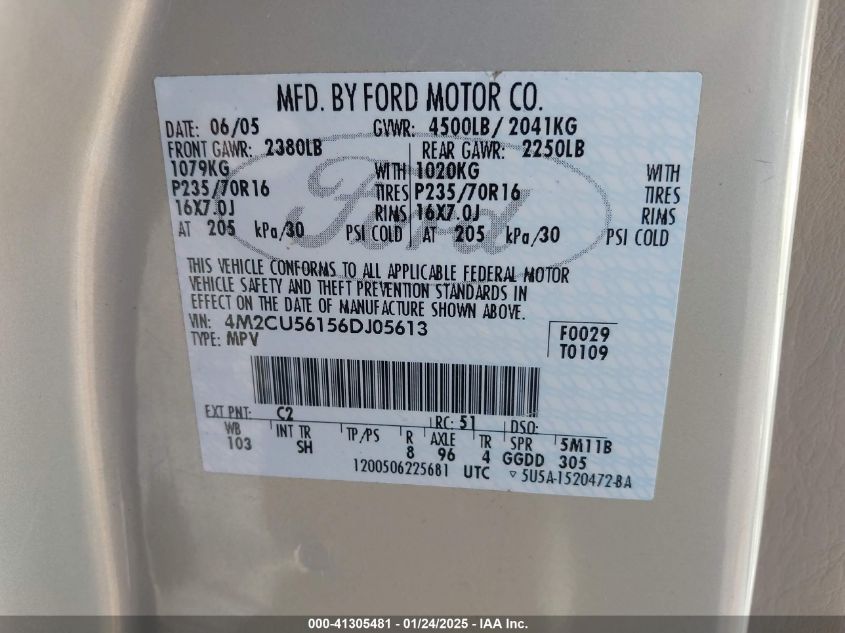 MFD. BY FORD MOTOR CO.
DATE: 06/05 GVWR: 4500LB/ 2041KG
FRONT GAWR: 2380LB REAR GAWR: 2250LB
1079KG WITH 1020KG WITH
P235/70R16 TIRES P235/70R16 TIRES
16X7.0J RIMS 16X7.0J RIMS
AT 205 kPa/30 PSI COLD AT 205 kPa/30 PSI COLD
Ford
THIS VEHICLE CONFORMS TO ALL APPLICABLE FEDERAL MOTOR
VEHICLE SAFETY AND THEFT PREVENTION STANDARDS IN
EFFECT ON THE DATE OF MANUFACTURE SHOWN ABOVE.
VIN: 4M2CU56156DJ05613 F0029
TYPE: MPV T0109
EXT PNT: C2 RC: 51 DSO:
WB INT TR TP/PS R AXLE TR SPR 5M11B
103 SH 8 96 4 GGDD 305
1200506225681 UTC ▿ 5U5A-1520472-BA
000-41305481 - 01/24/2025 - IAA Inc.